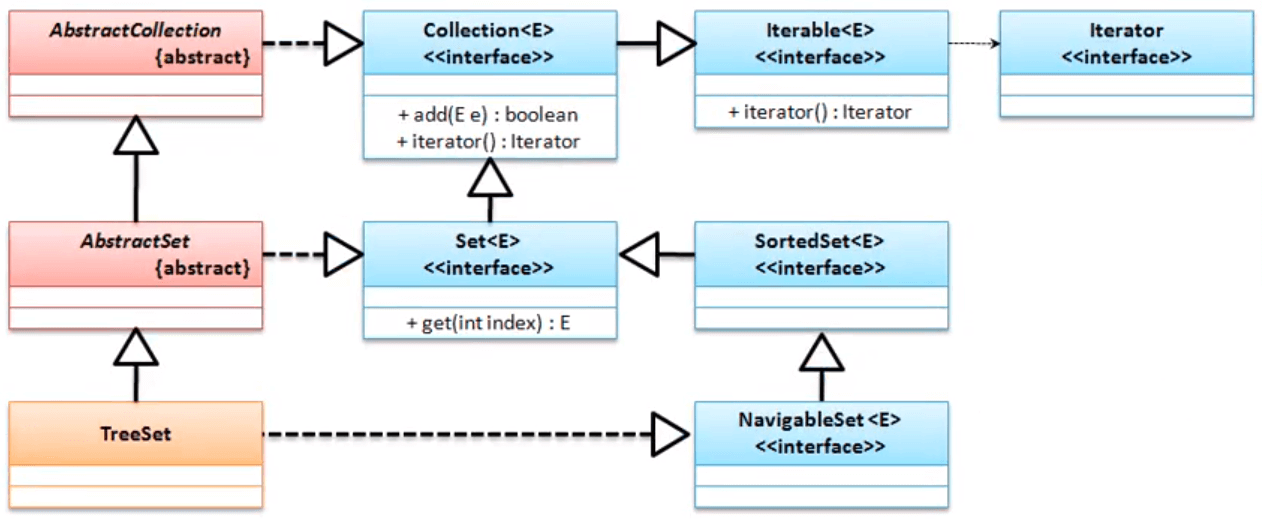 AbstractCollection
{abstract}
Collection<E>
<<interface>>
+ add(E e) : boolean
+ iterator() : Iterator
Iterable<E>
<<interface>>
+ iterator() : Iterator
Iterator
<<interface>>
AbstractSet
{abstract}
Set<E>
<<interface>>
+ get(int index) : E
SortedSet<E>
<<interface>>
TreeSet
NavigableSet <E>
<<interface>>